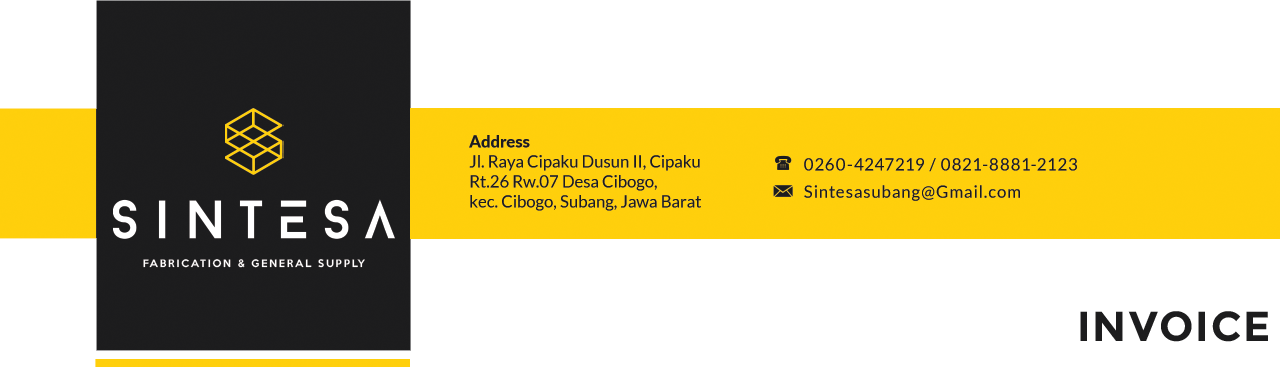 SINTESA
FABRICATION & GENERAL SUPPLY
Address
Jl. Raya Cipaku Dusun II, Cipaku
Rt.26 Rw.07 Desa Cibogo,
kec. Cibogo, Subang, Jawa Barat
0260-4247219 / 0821-8881-2123
Sintesasubang@Gmail.com
INVOICE